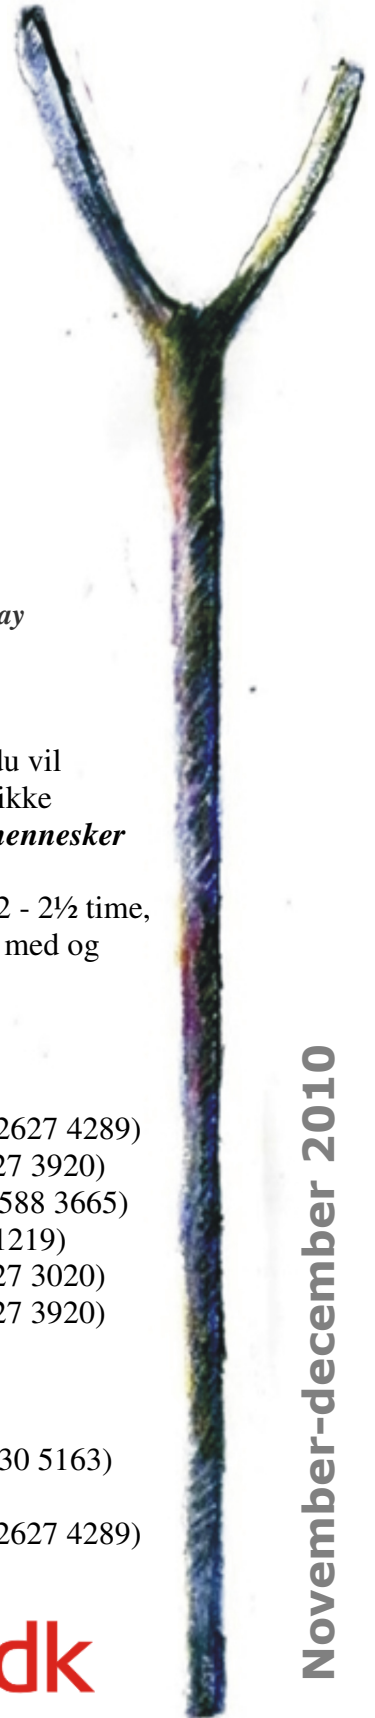 ay
du vil
ikke
mennesker
2 - 2½ time,
med og
2627 4289)
27 3920)
588 3665)
1219)
27 3020)
27 3920)
30 5163)
2627 4289)
dk
November-december 2010